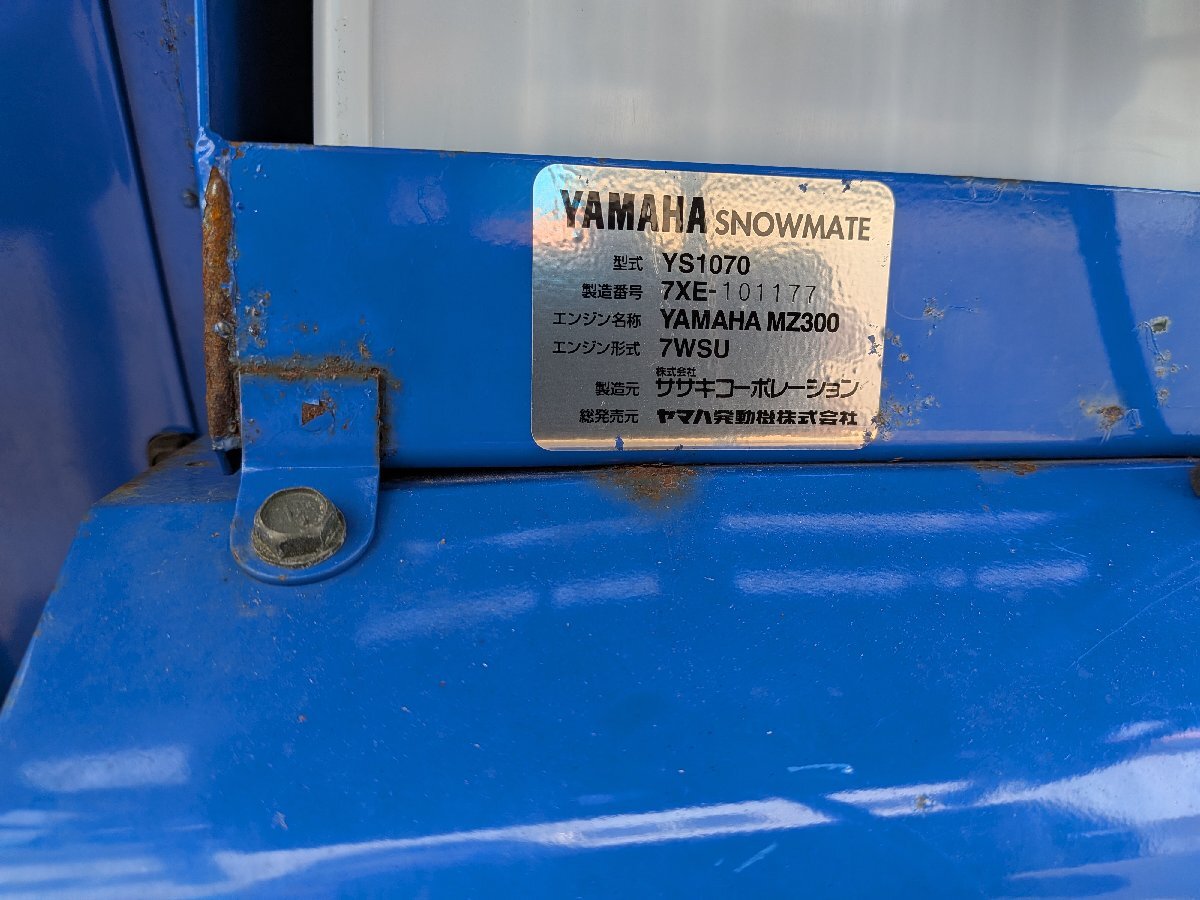 YAMAHA SNOWMATE
型式 YS1070
製造番号 7XE-101177
エンジン名称 YAMAHA MZ300
エンジン形式 7WSU
製造元 株式会社 ササキコーポレーション
総発売元 ヤマハ発動機株式会社